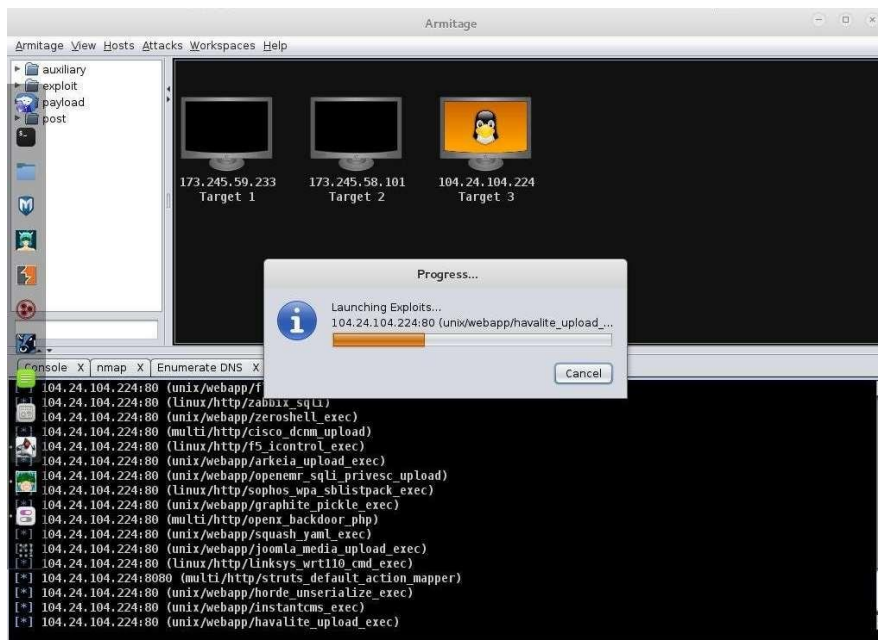 Armitage
Armitage View Hosts Attacks Workspaces Help
auxiliary
exploit
payload
post
173.245.59.233
Target 1
173.245.58.101
Target 2
104.24.104.224
Target 3
Progress...
Launching Exploits...
104.24.104.224:80 (unix/webapp/havalite_upload_...
Cancel
Console X nmap X Enumerate DNS X
104.24.104.224:80 (unix/webapp/f
104.24.104.224:80 (linux/http/zabbix_sqli)
104.24.104.224:80 (unix/webapp/zeroshell_exec)
[*] 104.24.104.224:80 (multi/http/cisco_dcnm_upload)
104.24.104.224:80 (linux/http/f5_icontrol_exec)
[*] 104.24.104.224:80 (unix/webapp/arkeia_upload_exec)
104.24.104.224:80 (unix/webapp/openemr_sqli_privesc_upload)
104.24.104.224:80 (linux/http/sophos_wpa_sblistpack_exec)
[*] 104.24.104.224:80 (unix/webapp/graphite_pickle_exec)
104.24.104.224:80 (multi/http/openx_backdoor_php)
[*] 104.24.104.224:80 (unix/webapp/squash_yaml_exec)
104.24.104.224:80 (unix/webapp/joomla_media_upload_exec)
[*] 104.24.104.224:80 (linux/http/linksys_wrt110_cmd_exec)
[*] 104.24.104.224:8080 (multi/http/struts_default_action_mapper)
[*] 104.24.104.224:80 (unix/webapp/horde_unserialize_exec)
[*] 104.24.104.224:80 (unix/webapp/instantcms_exec)
[*] 104.24.104.224:80 (unix/webapp/havalite_upload_exec)